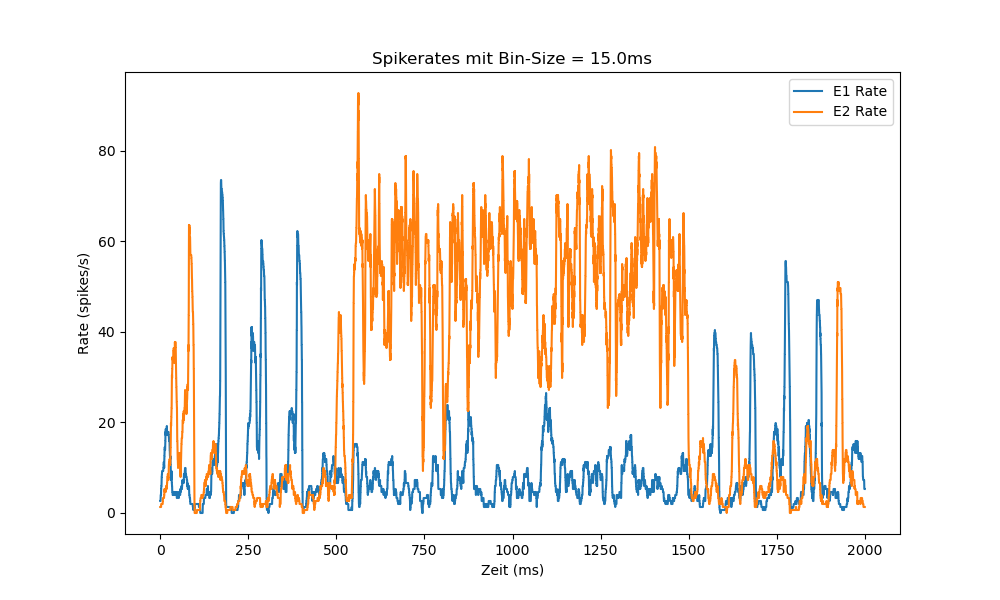 Spikerates mit Bin-Size = 15.0ms
E1 Rate
E2 Rate
Rate (spikes/s)
80
60
40
20
0
0 250 500 750 1000 1250 1500 1750 2000
Zeit (ms)